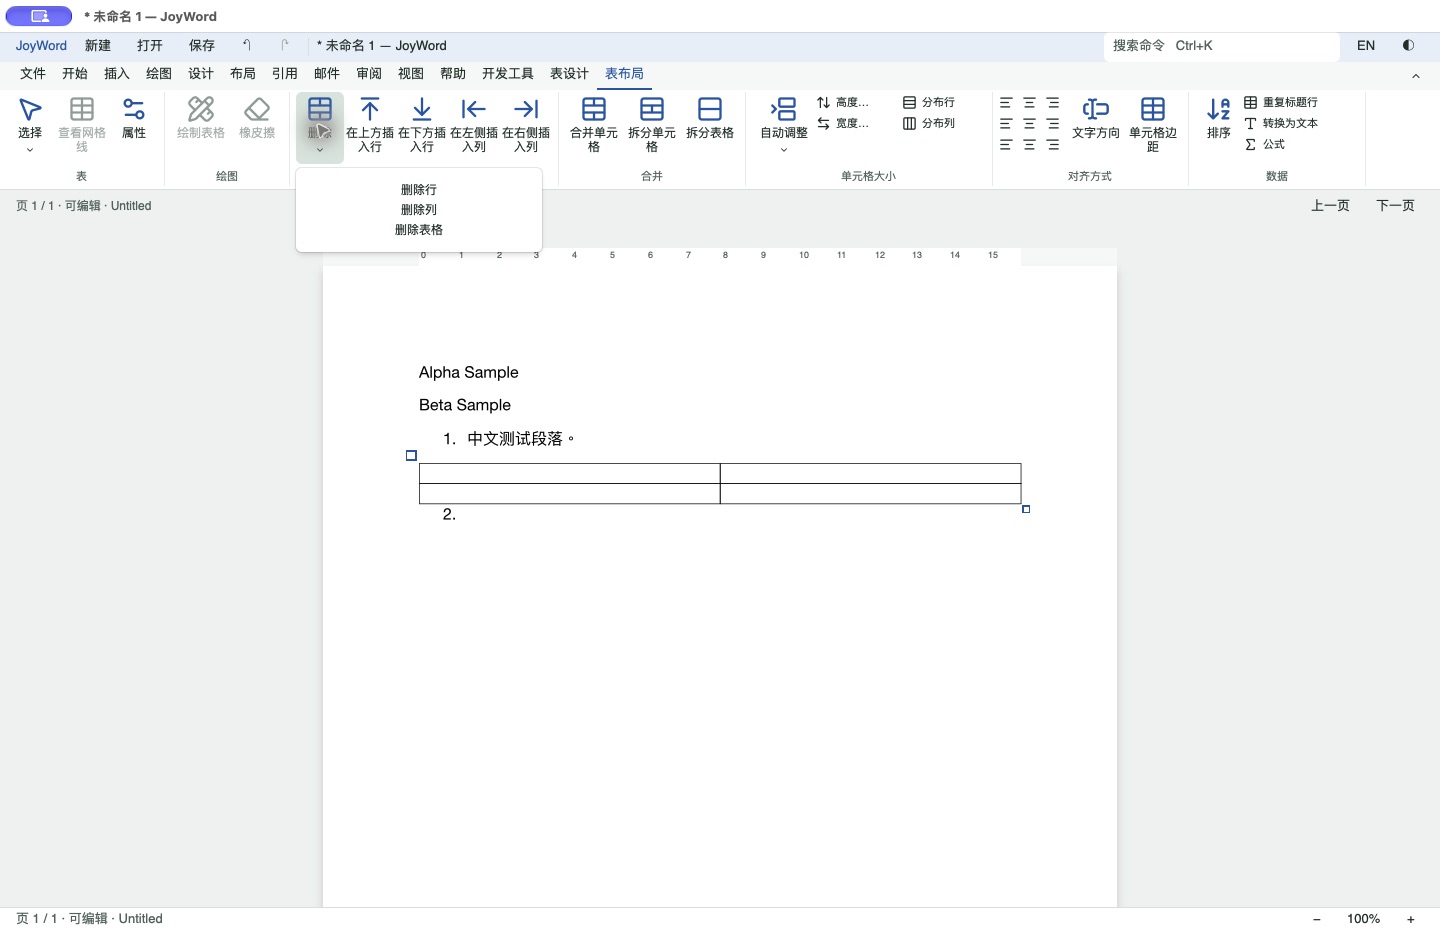 * 未命名 1 — JoyWord
JoyWord 新建 打开 保存 * 未命名 1 — JoyWord 搜索命令 Ctrl+K EN
文件 开始 插入 绘图 设计 布局 引用 邮件 审阅 视图 帮助 开发工具 表设计 表布局
选择
查看网格线
属性
表
绘制表格
橡皮擦
绘图
在上方插入行
在下方插入行
在左侧插入列
在右侧插入列
合并单元格
拆分单元格
拆分表格
合并
自动调整
高度...
宽度...
分布行
分布列
单元格大小
文字方向
单元格边距
对齐方式
排序
重复标题行
转换为文本
公式
数据
删除行
删除列
删除表格
页 1 / 1 · 可编辑 · Untitled 上一页 下一页
0 1 2 3 4 5 6 7 8 9 10 11 12 13 14 15
Alpha Sample
Beta Sample
1. 中文测试段落。
2.
页 1 / 1 · 可编辑 · Untitled − 100% +